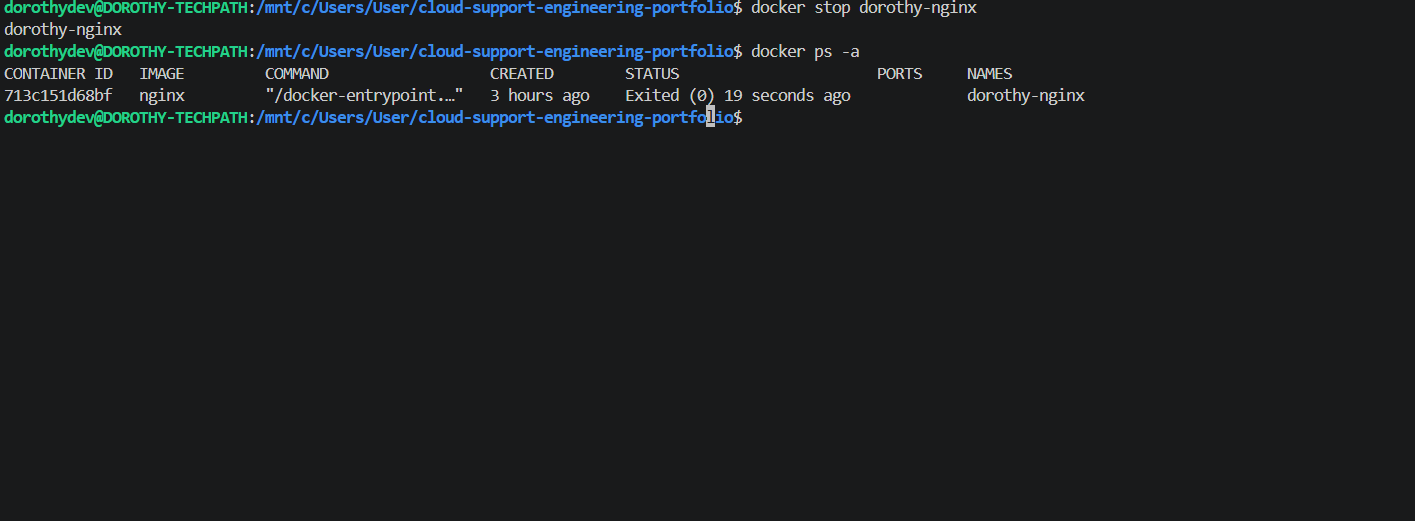 dorothydev@DOROTHY-TECHPATH:/mnt/c/Users/User/cloud-support-engineering-portfolio$ docker stop dorothy-nginx
dorothy-nginx
dorothydev@DOROTHY-TECHPATH:/mnt/c/Users/User/cloud-support-engineering-portfolio$ docker ps -a
CONTAINER ID   IMAGE         COMMAND                  CREATED        STATUS                      PORTS     NAMES
713c151d68bf   nginx         "/docker-entrypoint.…"   3 hours ago    Exited (0) 19 seconds ago             dorothy-nginx
dorothydev@DOROTHY-TECHPATH:/mnt/c/Users/User/cloud-support-engineering-portfolio$